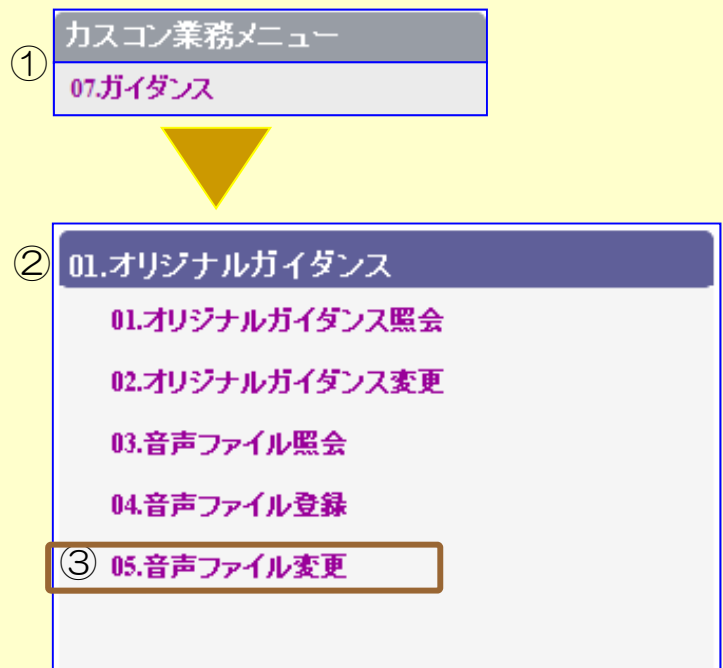 カスコン業務メニュー
①
07.ガイダンス
②
01.オリジナルガイダンス
01.オリジナルガイダンス照会
02.オリジナルガイダンス変更
03.音声ファイル照会
04.音声ファイル登録
③ 05.音声ファイル変更